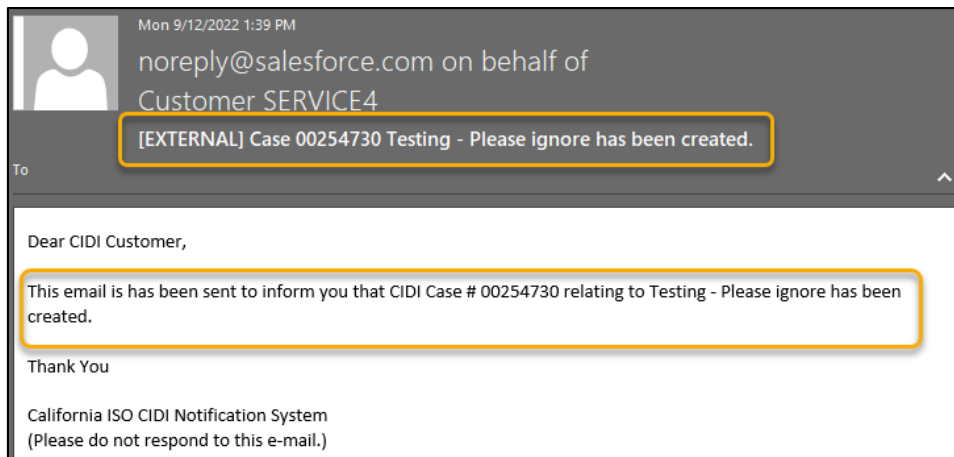 Mon 9/12/2022 1:39 PM
noreply@salesforce.com on behalf of
Customer SERVICE4
[EXTERNAL] Case 00254730 Testing - Please ignore has been created.
To
Dear CIDI Customer,
This email is has been sent to inform you that CIDI Case # 00254730 relating to Testing - Please ignore has been
created.
Thank You
California ISO CIDI Notification System
(Please do not respond to this e-mail.)